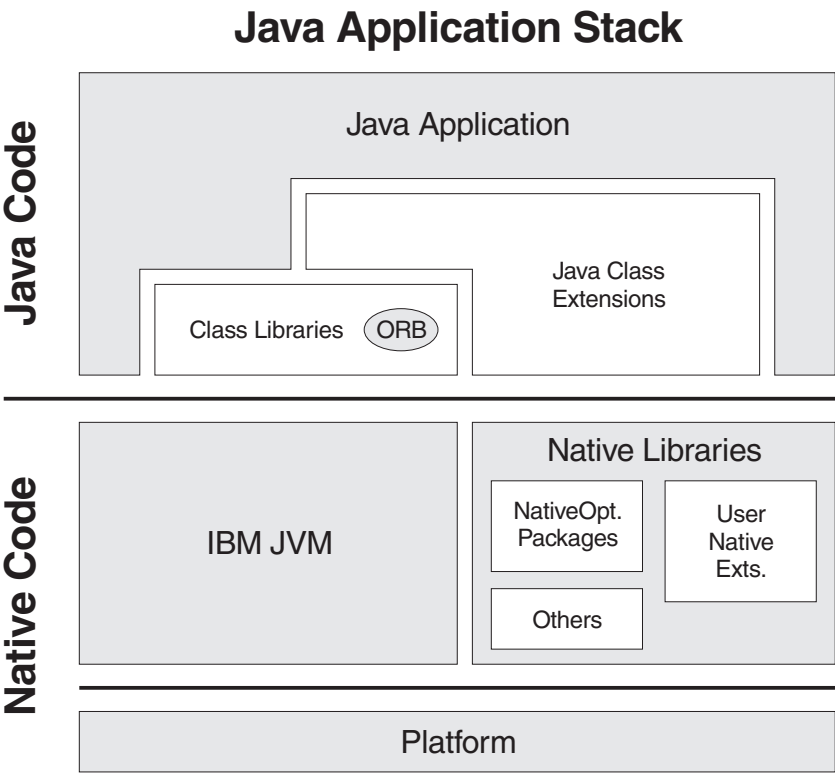 Java Application Stack
Java Code
Java Application
Java Class
Extensions
Class Libraries
ORB
Native Code
IBM JVM
Native Libraries
NativeOpt.
Packages
User
Native
Exts.
Others
Platform